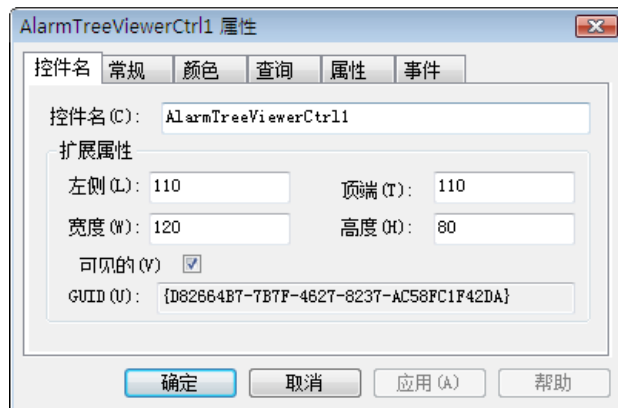 AlarmTreeViewerCtrl1 属性
控件名 常规 颜色 查询 属性 事件
控件名(C): AlarmTreeViewerCtrl1
扩展属性
左侧(L): 110 顶端(T): 110
宽度(W): 120 高度(H): 80
可见的(V)
GUID(U): {D82664B7-7B7F-4627-8237-AC58FC1F42DA}
确定 取消 应用(A) 帮助